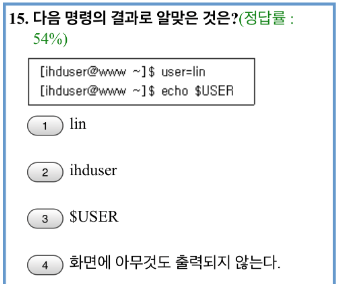 15. 다음 명령의 결과로 알맞은 것은?(정답률 :
54%)
[ihduser@www ~]$ user=lin
[ihduser@www ~]$ echo $USER
1 lin
2 ihduser
3 $USER
4 화면에 아무것도 출력되지 않는다.